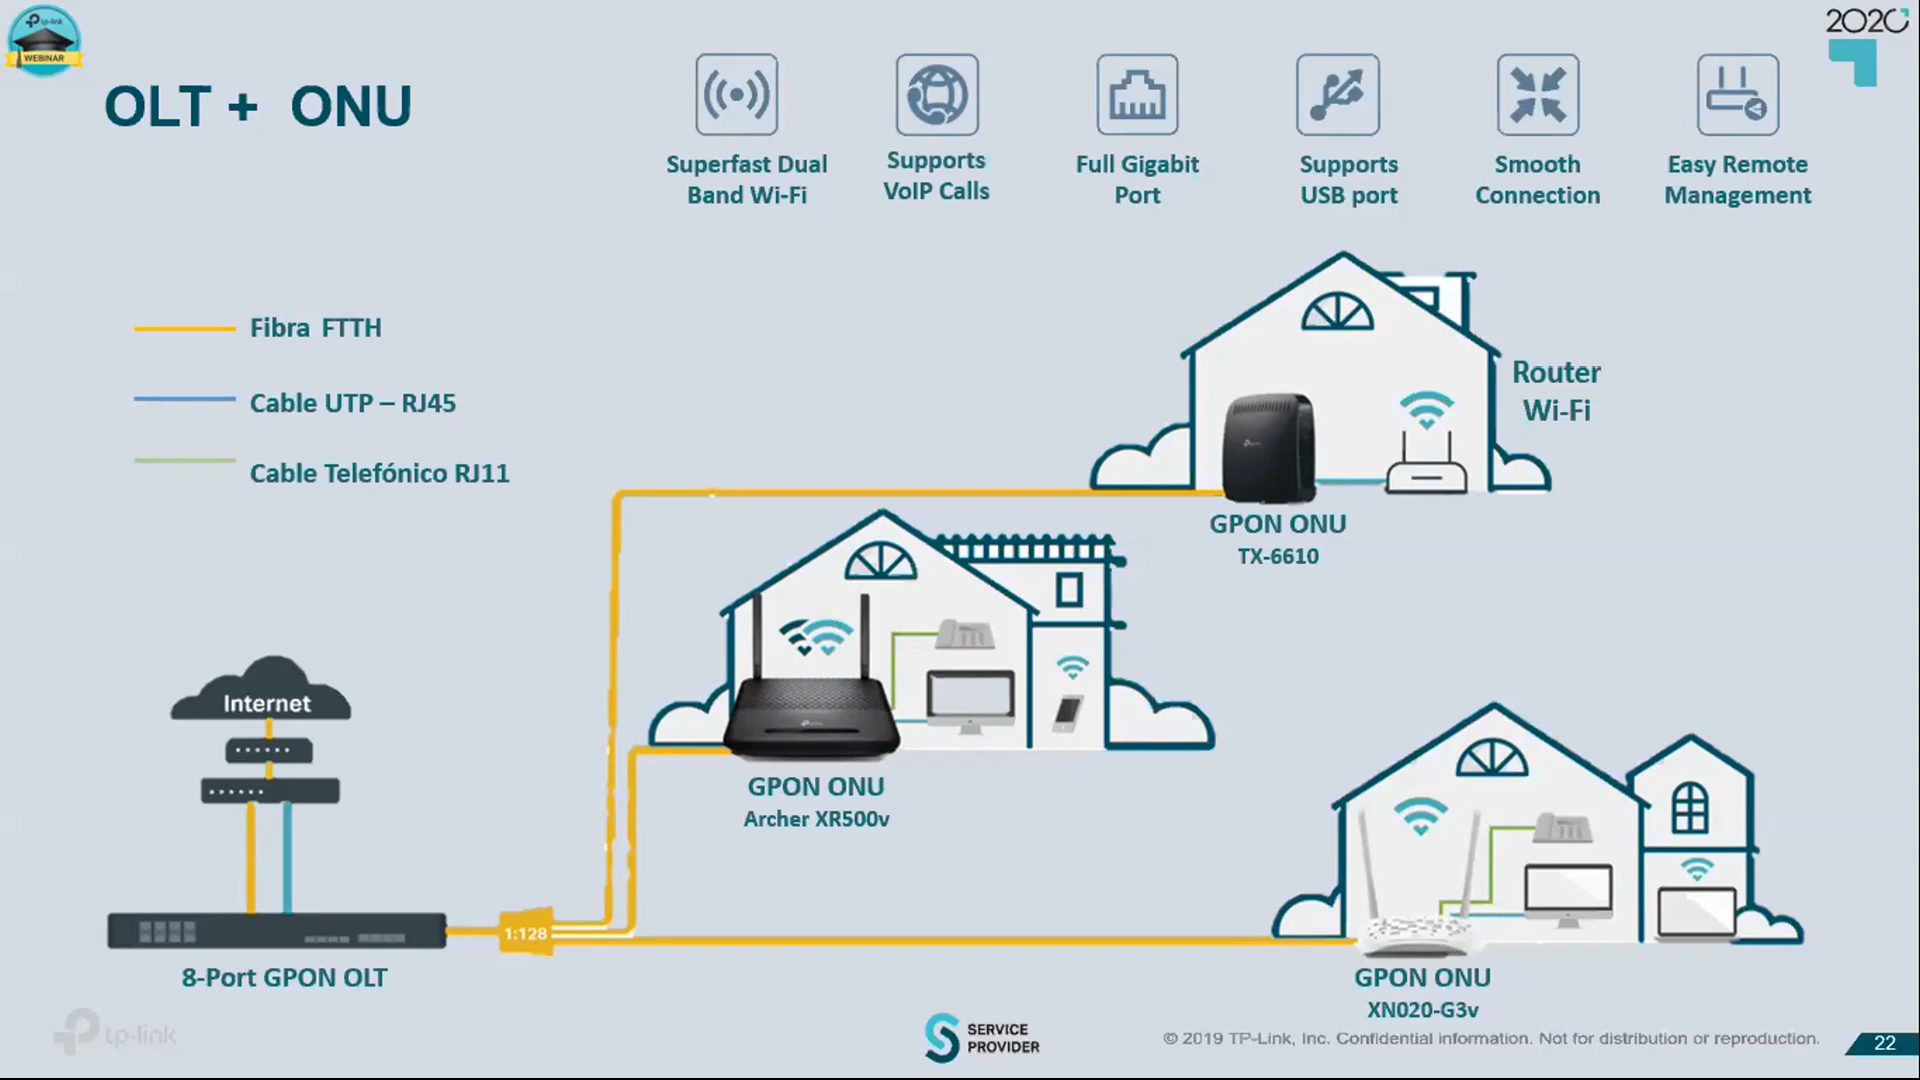 tp-link
WEBINAR
2020
OLT + ONU
Superfast Dual
Band Wi-Fi
Supports
VoIP Calls
Full Gigabit
Port
Supports
USB port
Smooth
Connection
Easy Remote
Management
Fibra FTTH
Cable UTP – RJ45
Cable Telefónico RJ11
Router
Wi-Fi
GPON ONU
TX-6610
Internet
GPON ONU
Archer XR500v
1:128
8-Port GPON OLT
GPON ONU
XN020-G3v
tp-link
SERVICE
PROVIDER
© 2019 TP-Link, Inc. Confidential information. Not for distribution or reproduction.
22